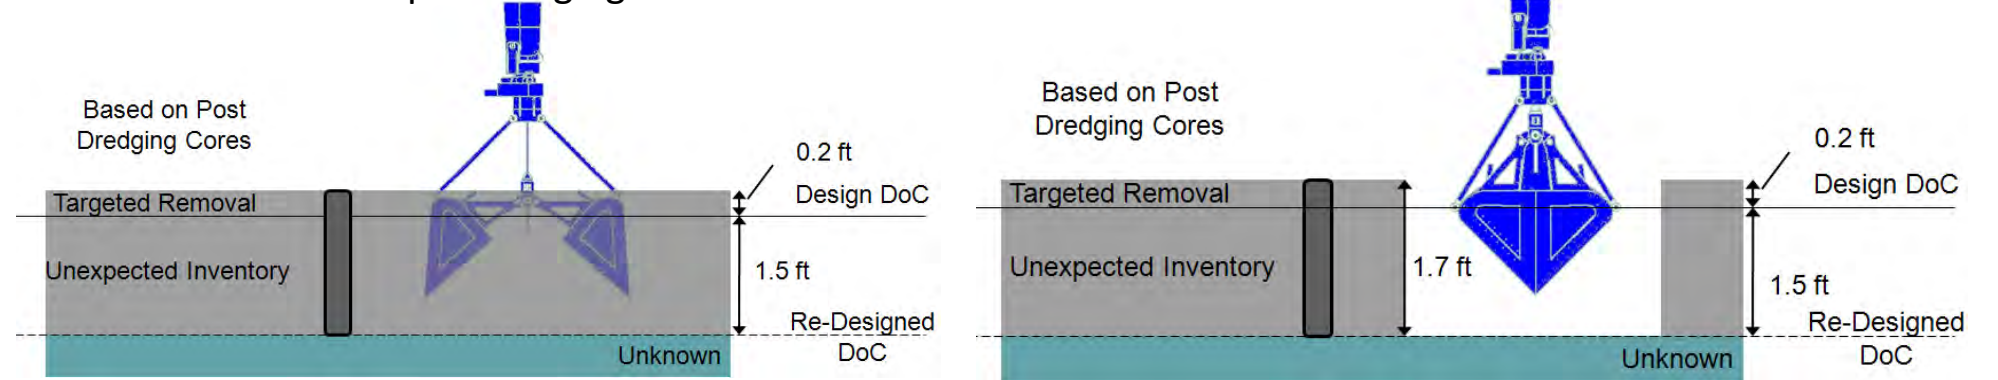 Based on Post
Dredging Cores
0.2 ft
Design DoC
Targeted Removal
Unexpected Inventory
1.5 ft
Re-Designed
DoC
Unknown
Based on Post
Dredging Cores
0.2 ft
Design DoC
Targeted Removal
Unexpected Inventory
1.7 ft
1.5 ft
Re-Designed
DoC
Unknown